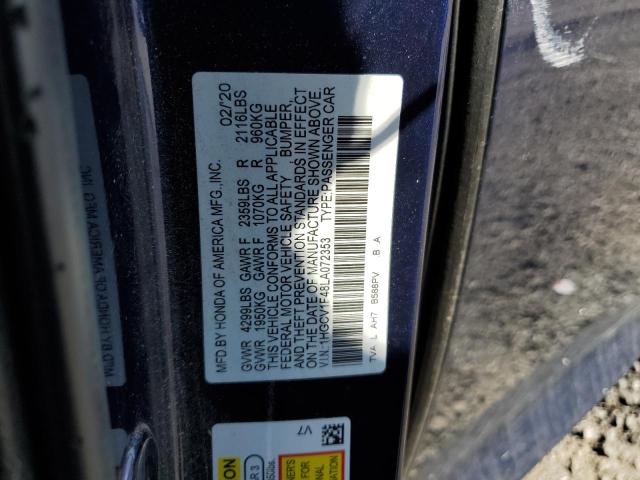 MFD.BY HONDA OF AMERICA MFG.,INC. 02/20
GVWR 4299LBS GAWR F 2359LBS R 2116LBS
GVWR 1950KG GAWR F 1070KG R 960KG
THIS VEHICLE CONFORMS TO ALL APPLICABLE
FEDERAL MOTOR VEHICLE SAFETY, BUMPER,
AND THEFT PREVENTION STANDARDS IN EFFECT
ON THE DATE OF MANUFACTURE SHOWN ABOVE.
V.I.N.:1HGCV1F48LA072353 TYPE:PASSENGER CAR
TVA L AH7 B588PV B A
V7